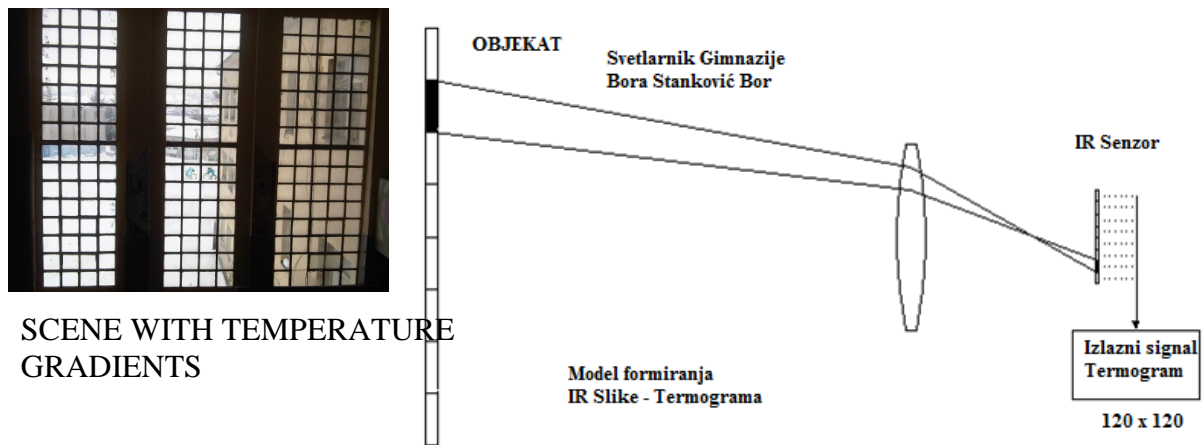 OBJEKAT
Svetlarnik Gimnazije
Bora Stanković Bor
IR Senzor
SCENE WITH TEMPERATURE
GRADIENTS
Model formiranja
IR Slike - Termograma
Izlazni signal
Termogram
120 x 120